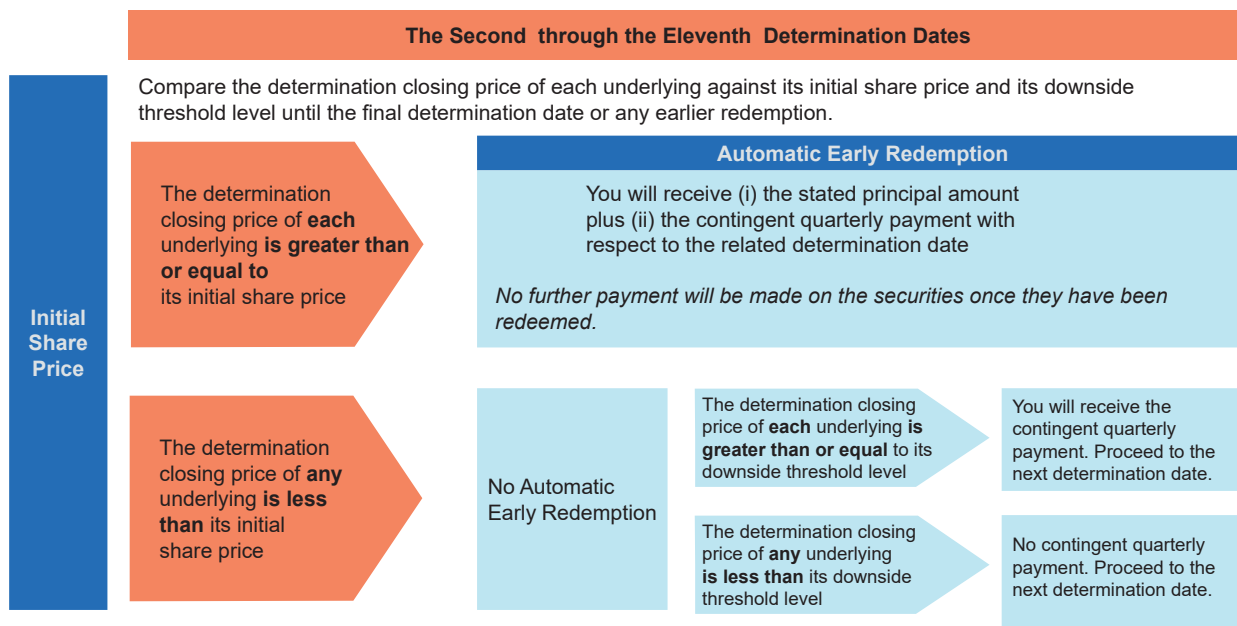 The Second through the Eleventh Determination Dates
Compare the determination closing price of each underlying against its initial share price and its downside
threshold level until the final determination date or any earlier redemption.
Initial
Share
Price
The determination
closing price of each
underlying is greater than
or equal to
its initial share price
Automatic Early Redemption
You will receive (i) the stated principal amount
plus (ii) the contingent quarterly payment with
respect to the related determination date
No further payment will be made on the securities once they have been
redeemed.
The determination
closing price of any
underlying is less
than its initial
share price
No Automatic
Early Redemption
The determination closing
price of each underlying is
greater than or equal to its
downside threshold level
You will receive the
contingent quarterly
payment. Proceed to the
next determination date.
The determination closing
price of any underlying
is less than its downside
threshold level
No contingent quarterly
payment. Proceed to the
next determination date.